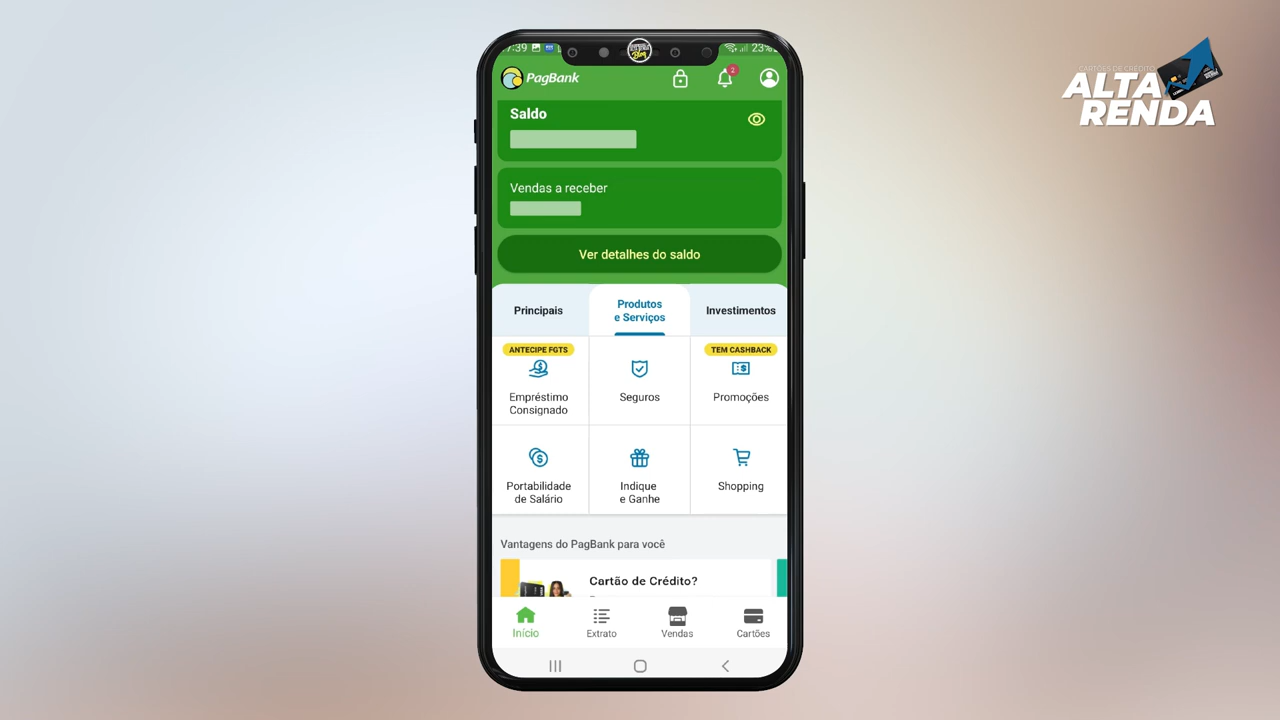 7:39
23%
PagBank
2
Saldo
Vendas a receber
Ver detalhes do saldo
Principais
Produtos
e Serviços
Investimentos
ANTECIPE FGTS
TEM CASHBACK
Empréstimo
Consignado
Seguros
Promoções
Portabilidade
de Salário
Indique
e Ganhe
Shopping
Vantagens do PagBank para você
Cartão de Crédito?
Início
Extrato
Vendas
Cartões
CARTÕES DE CRÉDITO
ALTA
RENDA